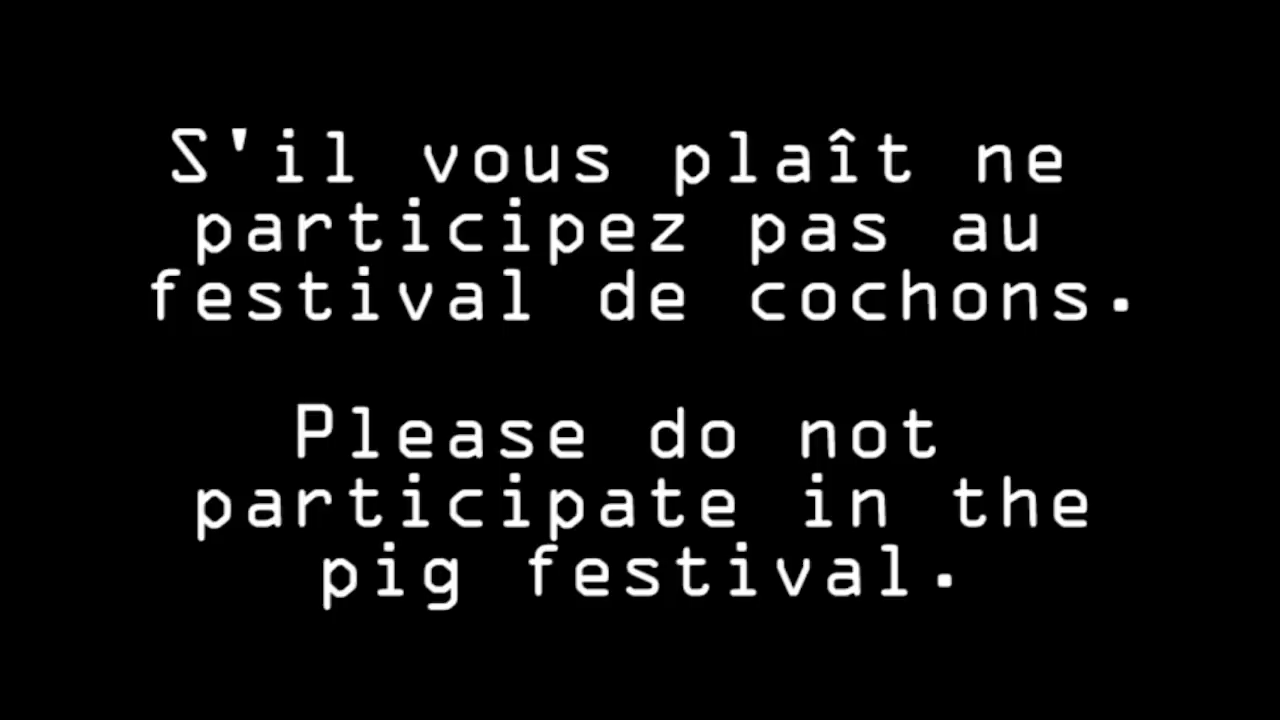 S'il vous plaît ne
participez pas au
festival de cochons.
Please do not
participate in the
pig festival.